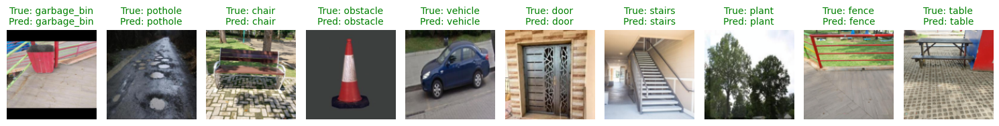 True: garbage_bin
Pred: garbage_bin
True: pothole
Pred: pothole
True: chair
Pred: chair
True: obstacle
Pred: obstacle
True: vehicle
Pred: vehicle
True: door
Pred: door
True: stairs
Pred: stairs
True: plant
Pred: plant
True: fence
Pred: fence
True: table
Pred: table